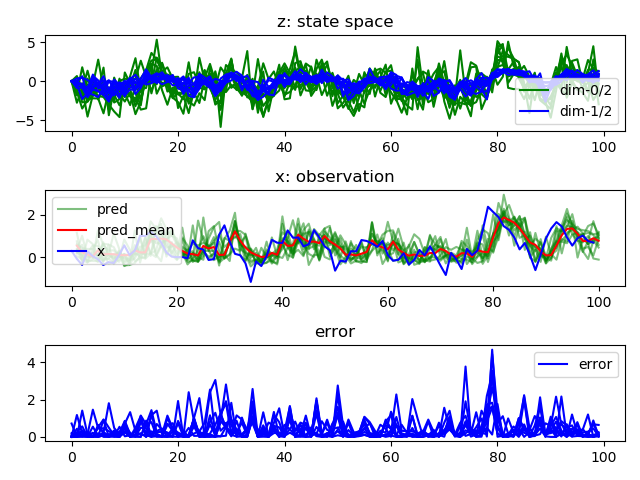 z: state space
5
0
−5
dim-0/2
dim-1/2
0 20 40 60 80 100
x: observation
2
0
pred
pred_mean
x
0 20 40 60 80 100
error
4
2
0
error
0 20 40 60 80 100